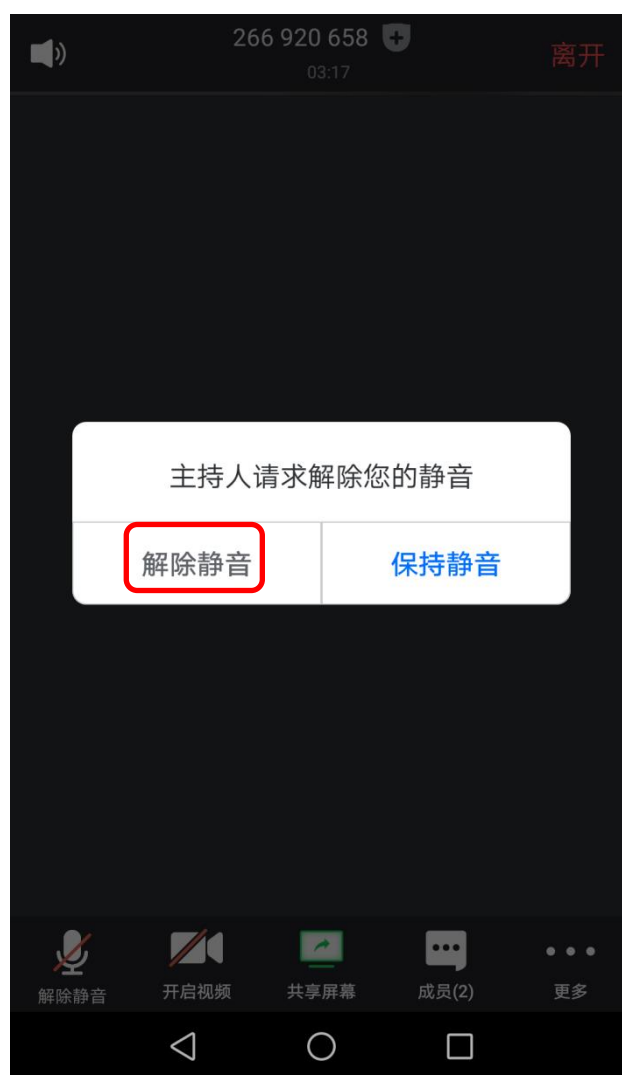 266 920 658
离开
03:17
主持人请求解除您的静音
解除静音
保持静音
解除静音
开启视频
共享屏幕
成员(2)
更多